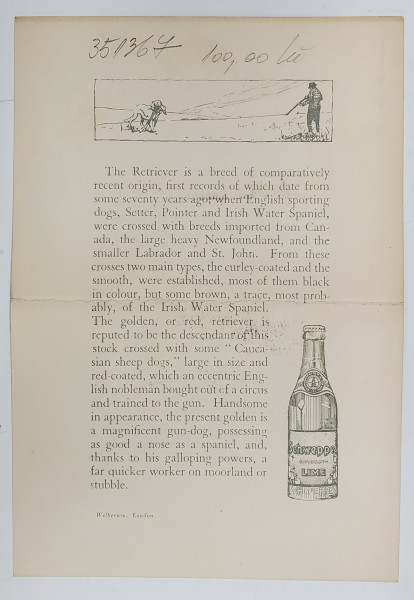 351367 100,00 lei
The Retriever is a breed of comparatively
recent origin, first records of which date from
some seventy years ago, when English sporting
dogs, Setter, Pointer and Irish Water Spaniel,
were crossed with breeds imported from Can-
ada, the large heavy Newfoundland, and the
smaller Labrador and St. John. From these
crosses two main types, the curley-coated and the
smooth, were established, most of them black
in colour, but some brown, a trace, most prob-
ably, of the Irish Water Spaniel.
The golden, or red, retriever is
reputed to be the descendant of this
stock crossed with some "Cauca-
sian sheep dogs," large in size and
red-coated, which an eccentric Eng-
lish nobleman bought out of a circus
and trained to the gun. Handsome
in appearance, the present golden is
a magnificent gun-dog, possessing
as good a nose as a spaniel, and,
thanks to his galloping powers, a
far quicker worker on moorland or
stubble.
Schweppes
LIME
London